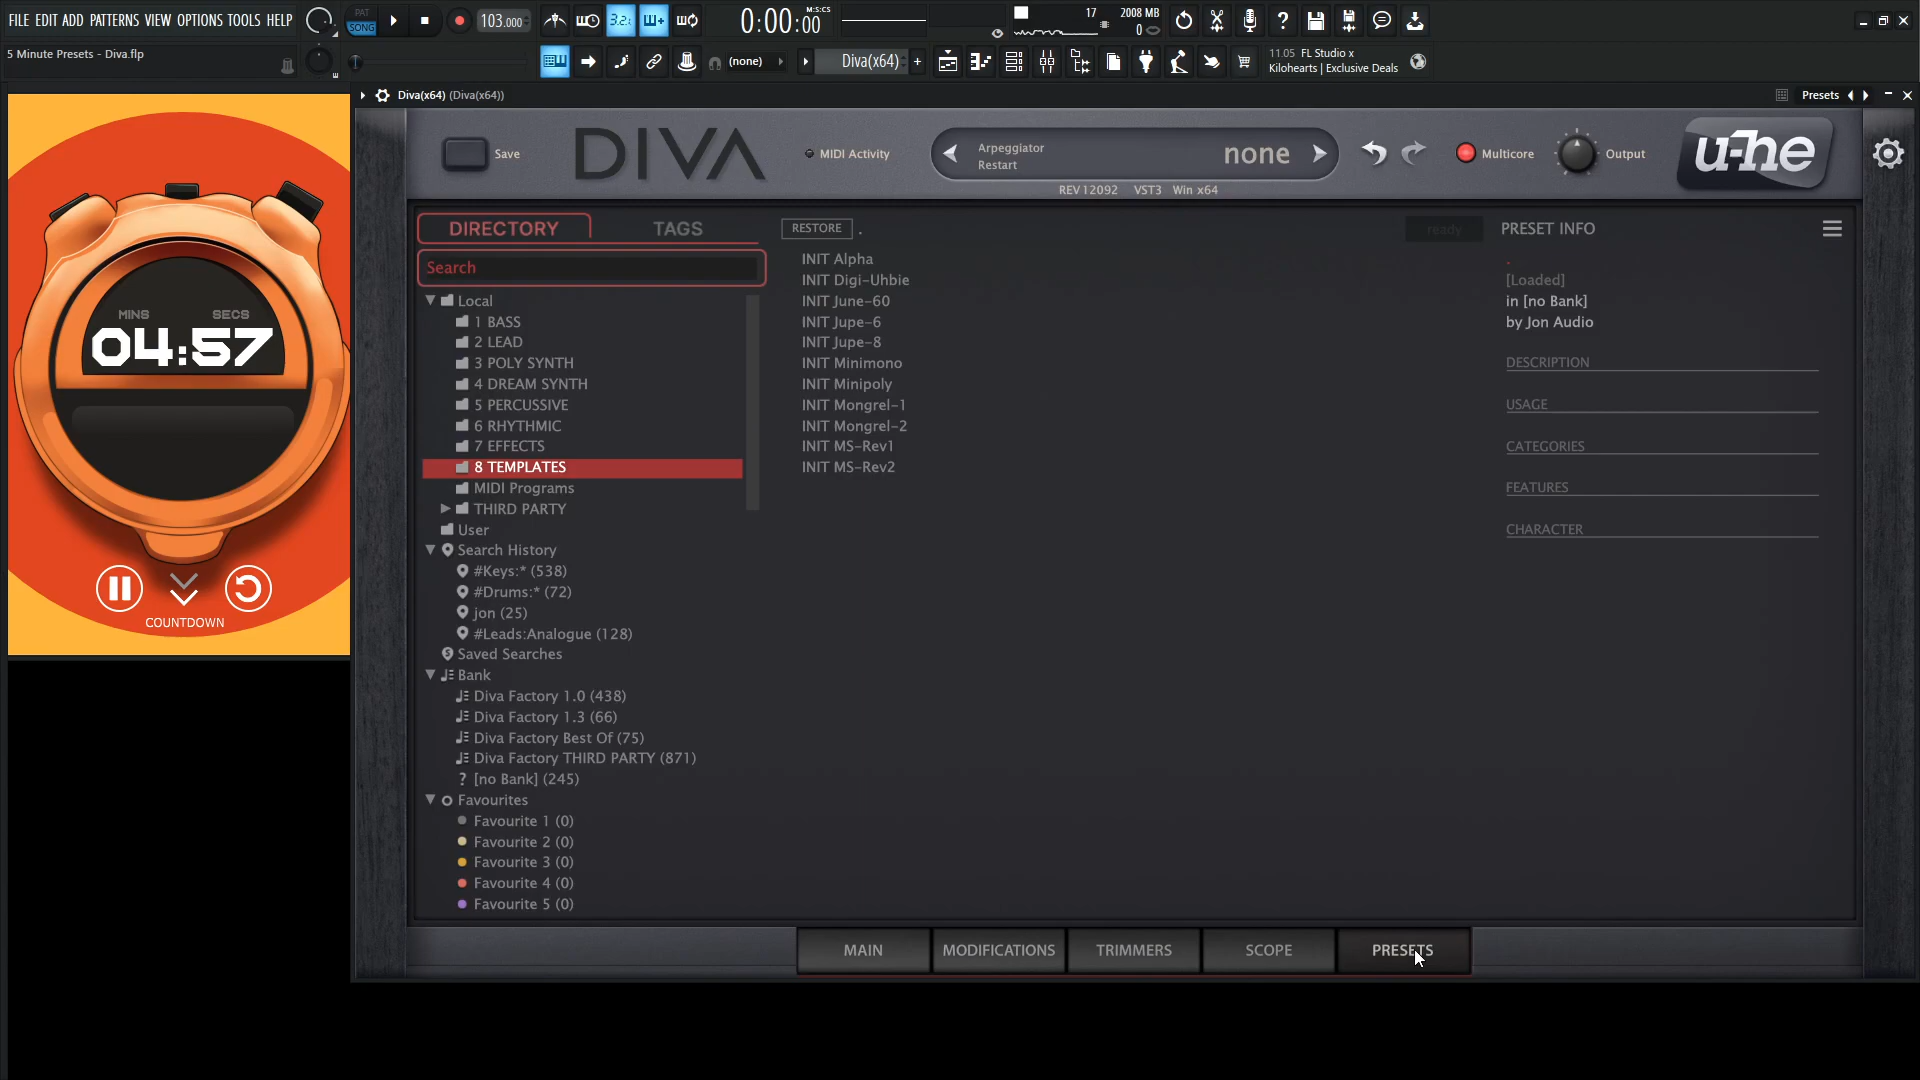 FILE EDIT ADD PATTERNS VIEW OPTIONS TOOLS HELP
PAT
SONG
103.000
3.2.
0:00:00
M:S:CS
17
2008 MB
0
5 Minute Presets - Diva.flp
(none)
Diva(x64)
11.05 FL Studio x
Kilohearts | Exclusive Deals
Diva(x64) (Diva(x64))
Presets
Save
DIVA
MIDI Activity
Arpeggiator
Restart
none
REV 12092 VST3 Win x64
Multicore
Output
u-he
DIRECTORY
TAGS
RESTORE .
ready
PRESET INFO
Search
Local
1 BASS
2 LEAD
3 POLY SYNTH
4 DREAM SYNTH
5 PERCUSSIVE
6 RHYTHMIC
7 EFFECTS
8 TEMPLATES
MIDI Programs
THIRD PARTY
User
Search History
#Keys:* (538)
#Drums:* (72)
jon (25)
#Leads:Analogue (128)
Saved Searches
Bank
Diva Factory 1.0 (438)
Diva Factory 1.3 (66)
Diva Factory Best Of (75)
Diva Factory THIRD PARTY (871)
[no Bank] (245)
Favourites
Favourite 1 (0)
Favourite 2 (0)
Favourite 3 (0)
Favourite 4 (0)
Favourite 5 (0)
INIT Alpha
INIT Digi-Uhbie
INIT June-60
INIT Jupe-6
INIT Jupe-8
INIT Minimono
INIT Minipoly
INIT Mongrel-1
INIT Mongrel-2
INIT MS-Rev1
INIT MS-Rev2
.
[Loaded]
in [no Bank]
by Jon Audio
DESCRIPTION
USAGE
CATEGORIES
FEATURES
CHARACTER
MINS
SECS
04:57
COUNTDOWN
MAIN
MODIFICATIONS
TRIMMERS
SCOPE
PRESETS